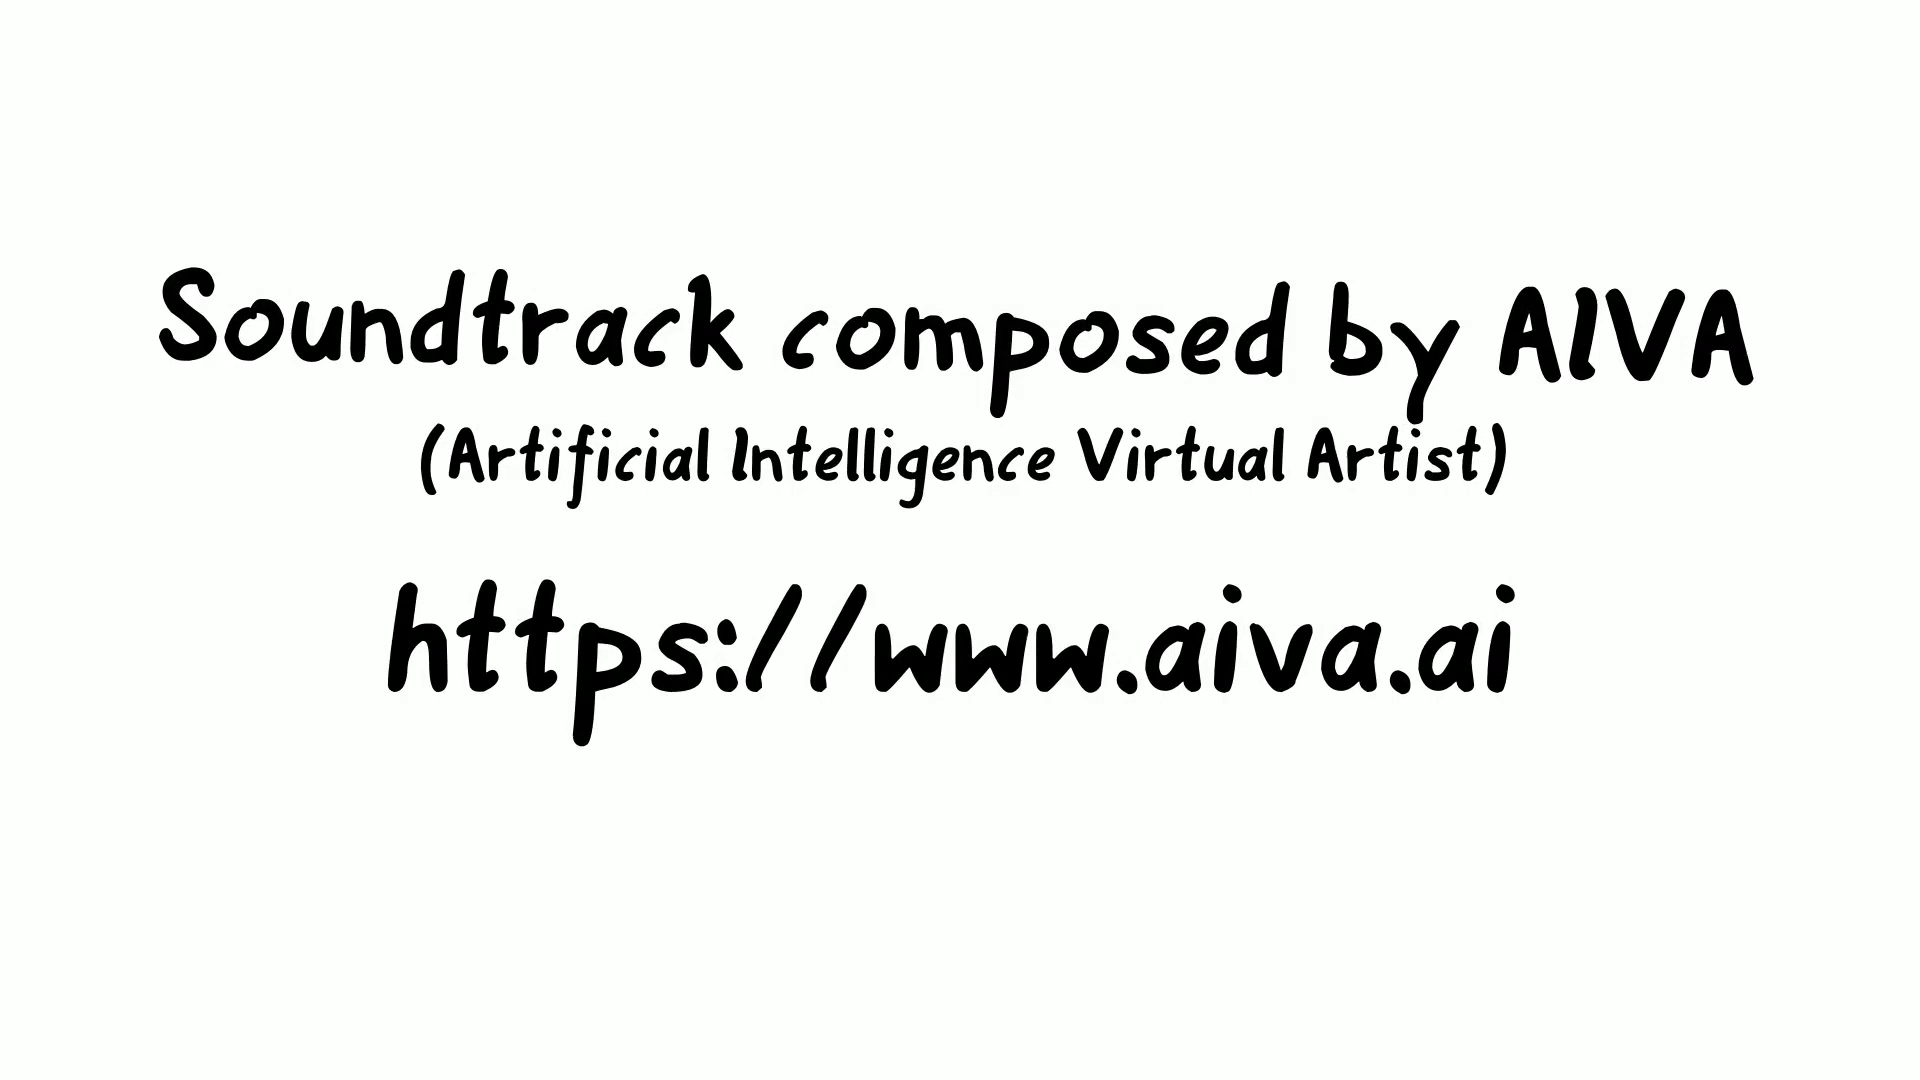 Soundtrack composed by AIVA
(Artificial Intelligence Virtual Artist)
https://www.aiva.ai